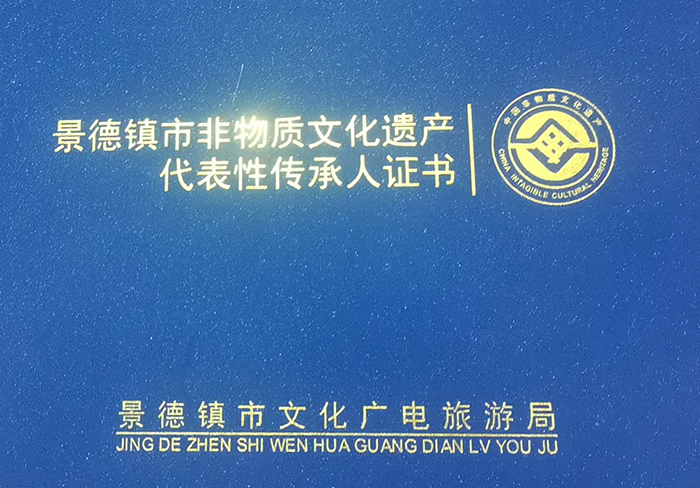 景德镇市非物质文化遗产
代表性传承人证书
中国非物质文化遗产
CHINA INTAGIBLE CULTURAL HERITAGE
景德镇市文化广电旅游局
JING DE ZHEN SHI WEN HUA GUANG DIAN LV YOU JU